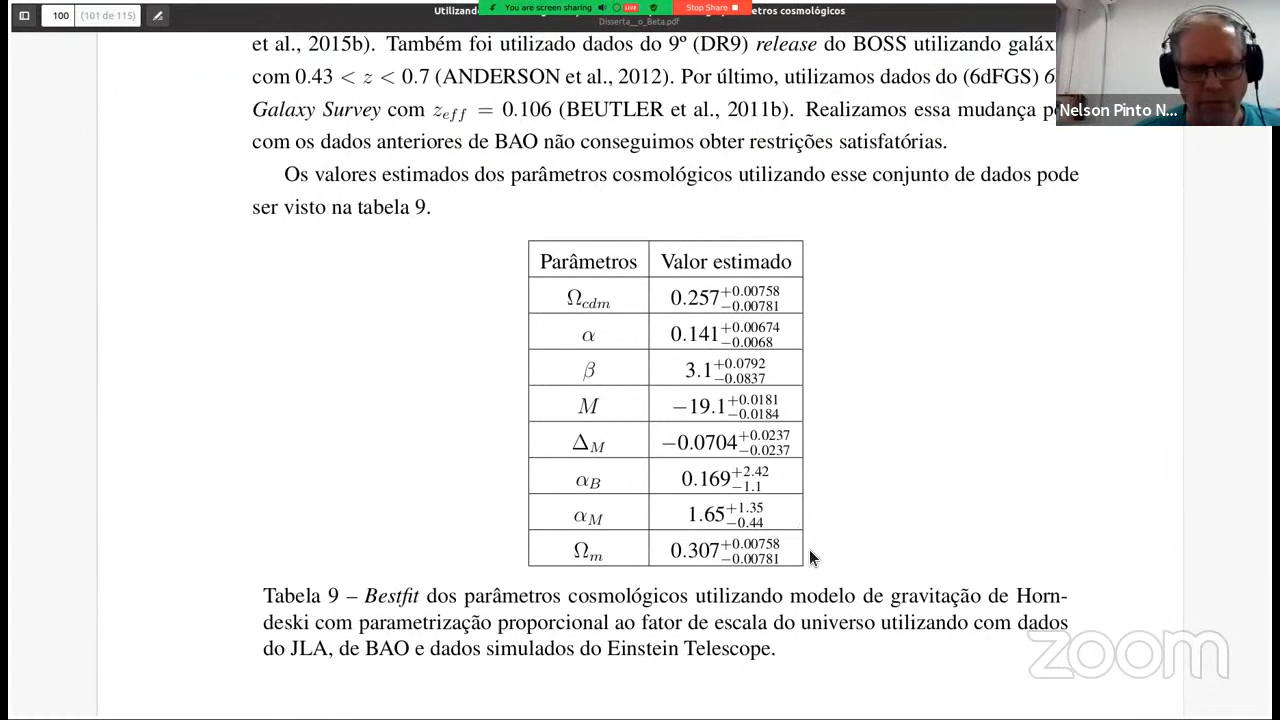 100 (101 de 115)
Utilizando
You are screen sharing
LIVE
Stop Share
metros cosmológicos
Disserta__o_Beta.pdf
et al., 2015b). Também foi utilizado dados do 9º (DR9) release do BOSS utilizando galáx
com 0.43 < z < 0.7 (ANDERSON et al., 2012). Por último, utilizamos dados do (6dFGS) 6
Galaxy Survey com z_eff = 0.106 (BEUTLER et al., 2011b). Realizamos essa mudança p
com os dados anteriores de BAO não conseguimos obter restrições satisfatórias.
Nelson Pinto N...
Os valores estimados dos parâmetros cosmológicos utilizando esse conjunto de dados pode
ser visto na tabela 9.
Parâmetros Valor estimado
Ω_cdm 0.257 +0.00758 −0.00781
α 0.141 +0.00674 −0.0068
β 3.1 +0.0792 −0.0837
M −19.1 +0.0181 −0.0184
Δ_M −0.0704 +0.0237 −0.0237
α_B 0.169 +2.42 −1.1
α_M 1.65 +1.35 −0.44
Ω_m 0.307 +0.00758 −0.00781
Tabela 9 – Bestfit dos parâmetros cosmológicos utilizando modelo de gravitação de Horn-
deski com parametrização proporcional ao fator de escala do universo utilizando com dados
do JLA, de BAO e dados simulados do Einstein Telescope.
zoom